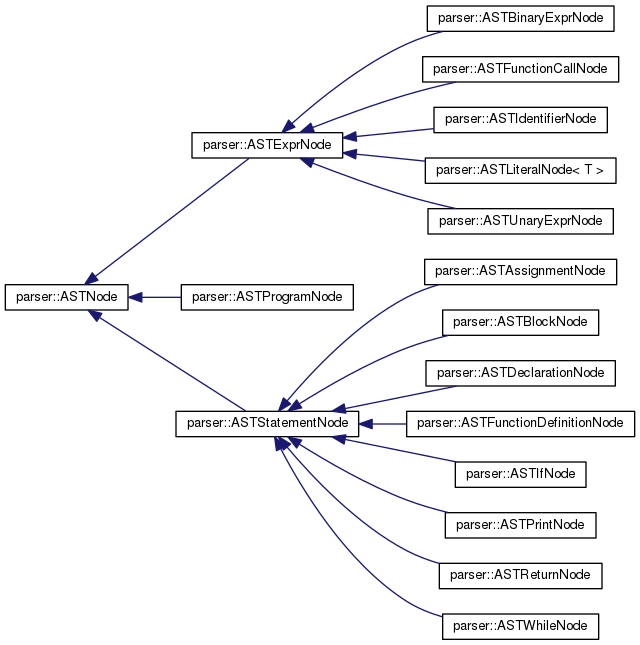 parser::ASTBinaryExprNode
parser::ASTFunctionCallNode
parser::ASTIdentifierNode
parser::ASTExprNode
parser::ASTLiteralNode< T >
parser::ASTUnaryExprNode
parser::ASTAssignmentNode
parser::ASTNode
parser::ASTProgramNode
parser::ASTBlockNode
parser::ASTDeclarationNode
parser::ASTStatementNode
parser::ASTFunctionDefinitionNode
parser::ASTIfNode
parser::ASTPrintNode
parser::ASTReturnNode
parser::ASTWhileNode